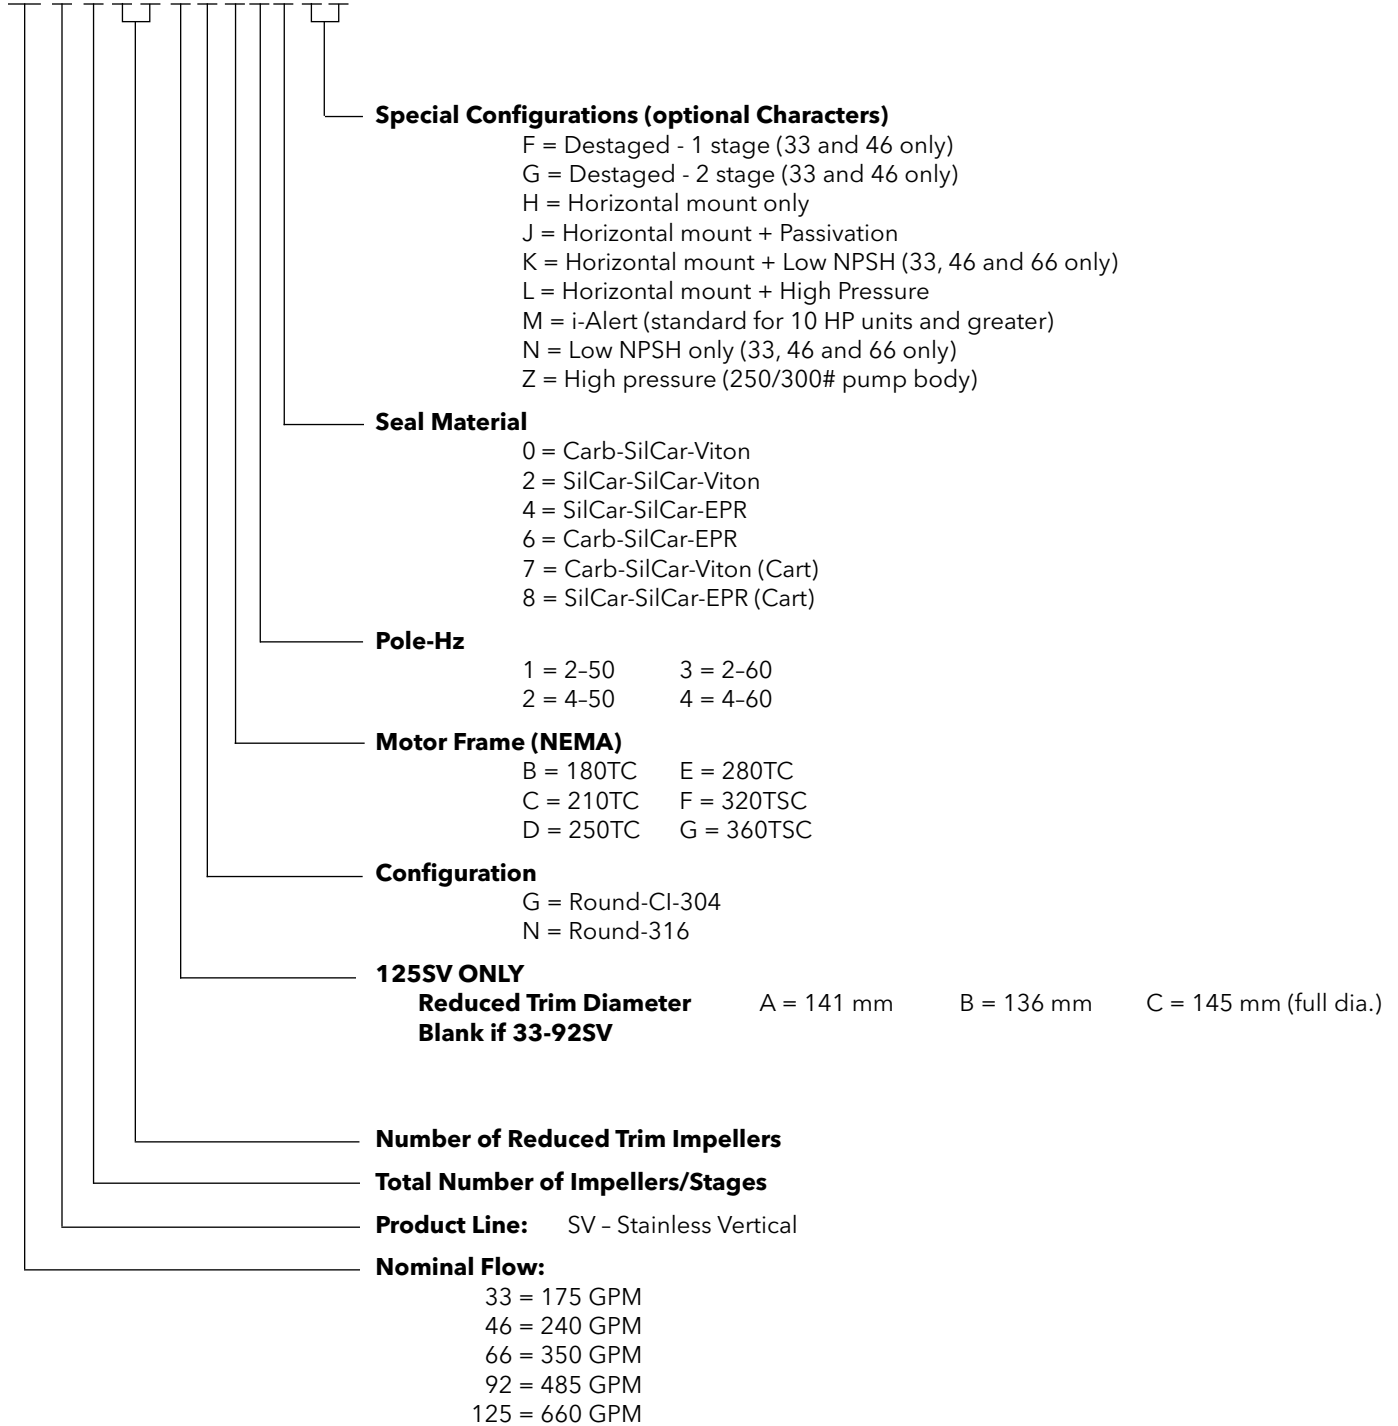 Special Configurations (optional Characters)
F = Destaged - 1 stage (33 and 46 only)
G = Destaged - 2 stage (33 and 46 only)
H = Horizontal mount only
J = Horizontal mount + Passivation
K = Horizontal mount + Low NPSH (33, 46 and 66 only)
L = Horizontal mount + High Pressure
M = i-Alert (standard for 10 HP units and greater)
N = Low NPSH only (33, 46 and 66 only)
Z = High pressure (250/300# pump body)
Seal Material
0 = Carb-SilCar-Viton
2 = SilCar-SilCar-Viton
4 = SilCar-SilCar-EPR
6 = Carb-SilCar-EPR
7 = Carb-SilCar-Viton (Cart)
8 = SilCar-SilCar-EPR (Cart)
Pole-Hz
1 = 2–50 3 = 2–60
2 = 4–50 4 = 4–60
Motor Frame (NEMA)
B = 180TC E = 280TC
C = 210TC F = 320TSC
D = 250TC G = 360TSC
Configuration
G = Round-CI-304
N = Round-316
125SV ONLY
Reduced Trim Diameter A = 141 mm B = 136 mm C = 145 mm (full dia.)
Blank if 33-92SV
Number of Reduced Trim Impellers
Total Number of Impellers/Stages
Product Line: SV – Stainless Vertical
Nominal Flow:
33 = 175 GPM
46 = 240 GPM
66 = 350 GPM
92 = 485 GPM
125 = 660 GPM